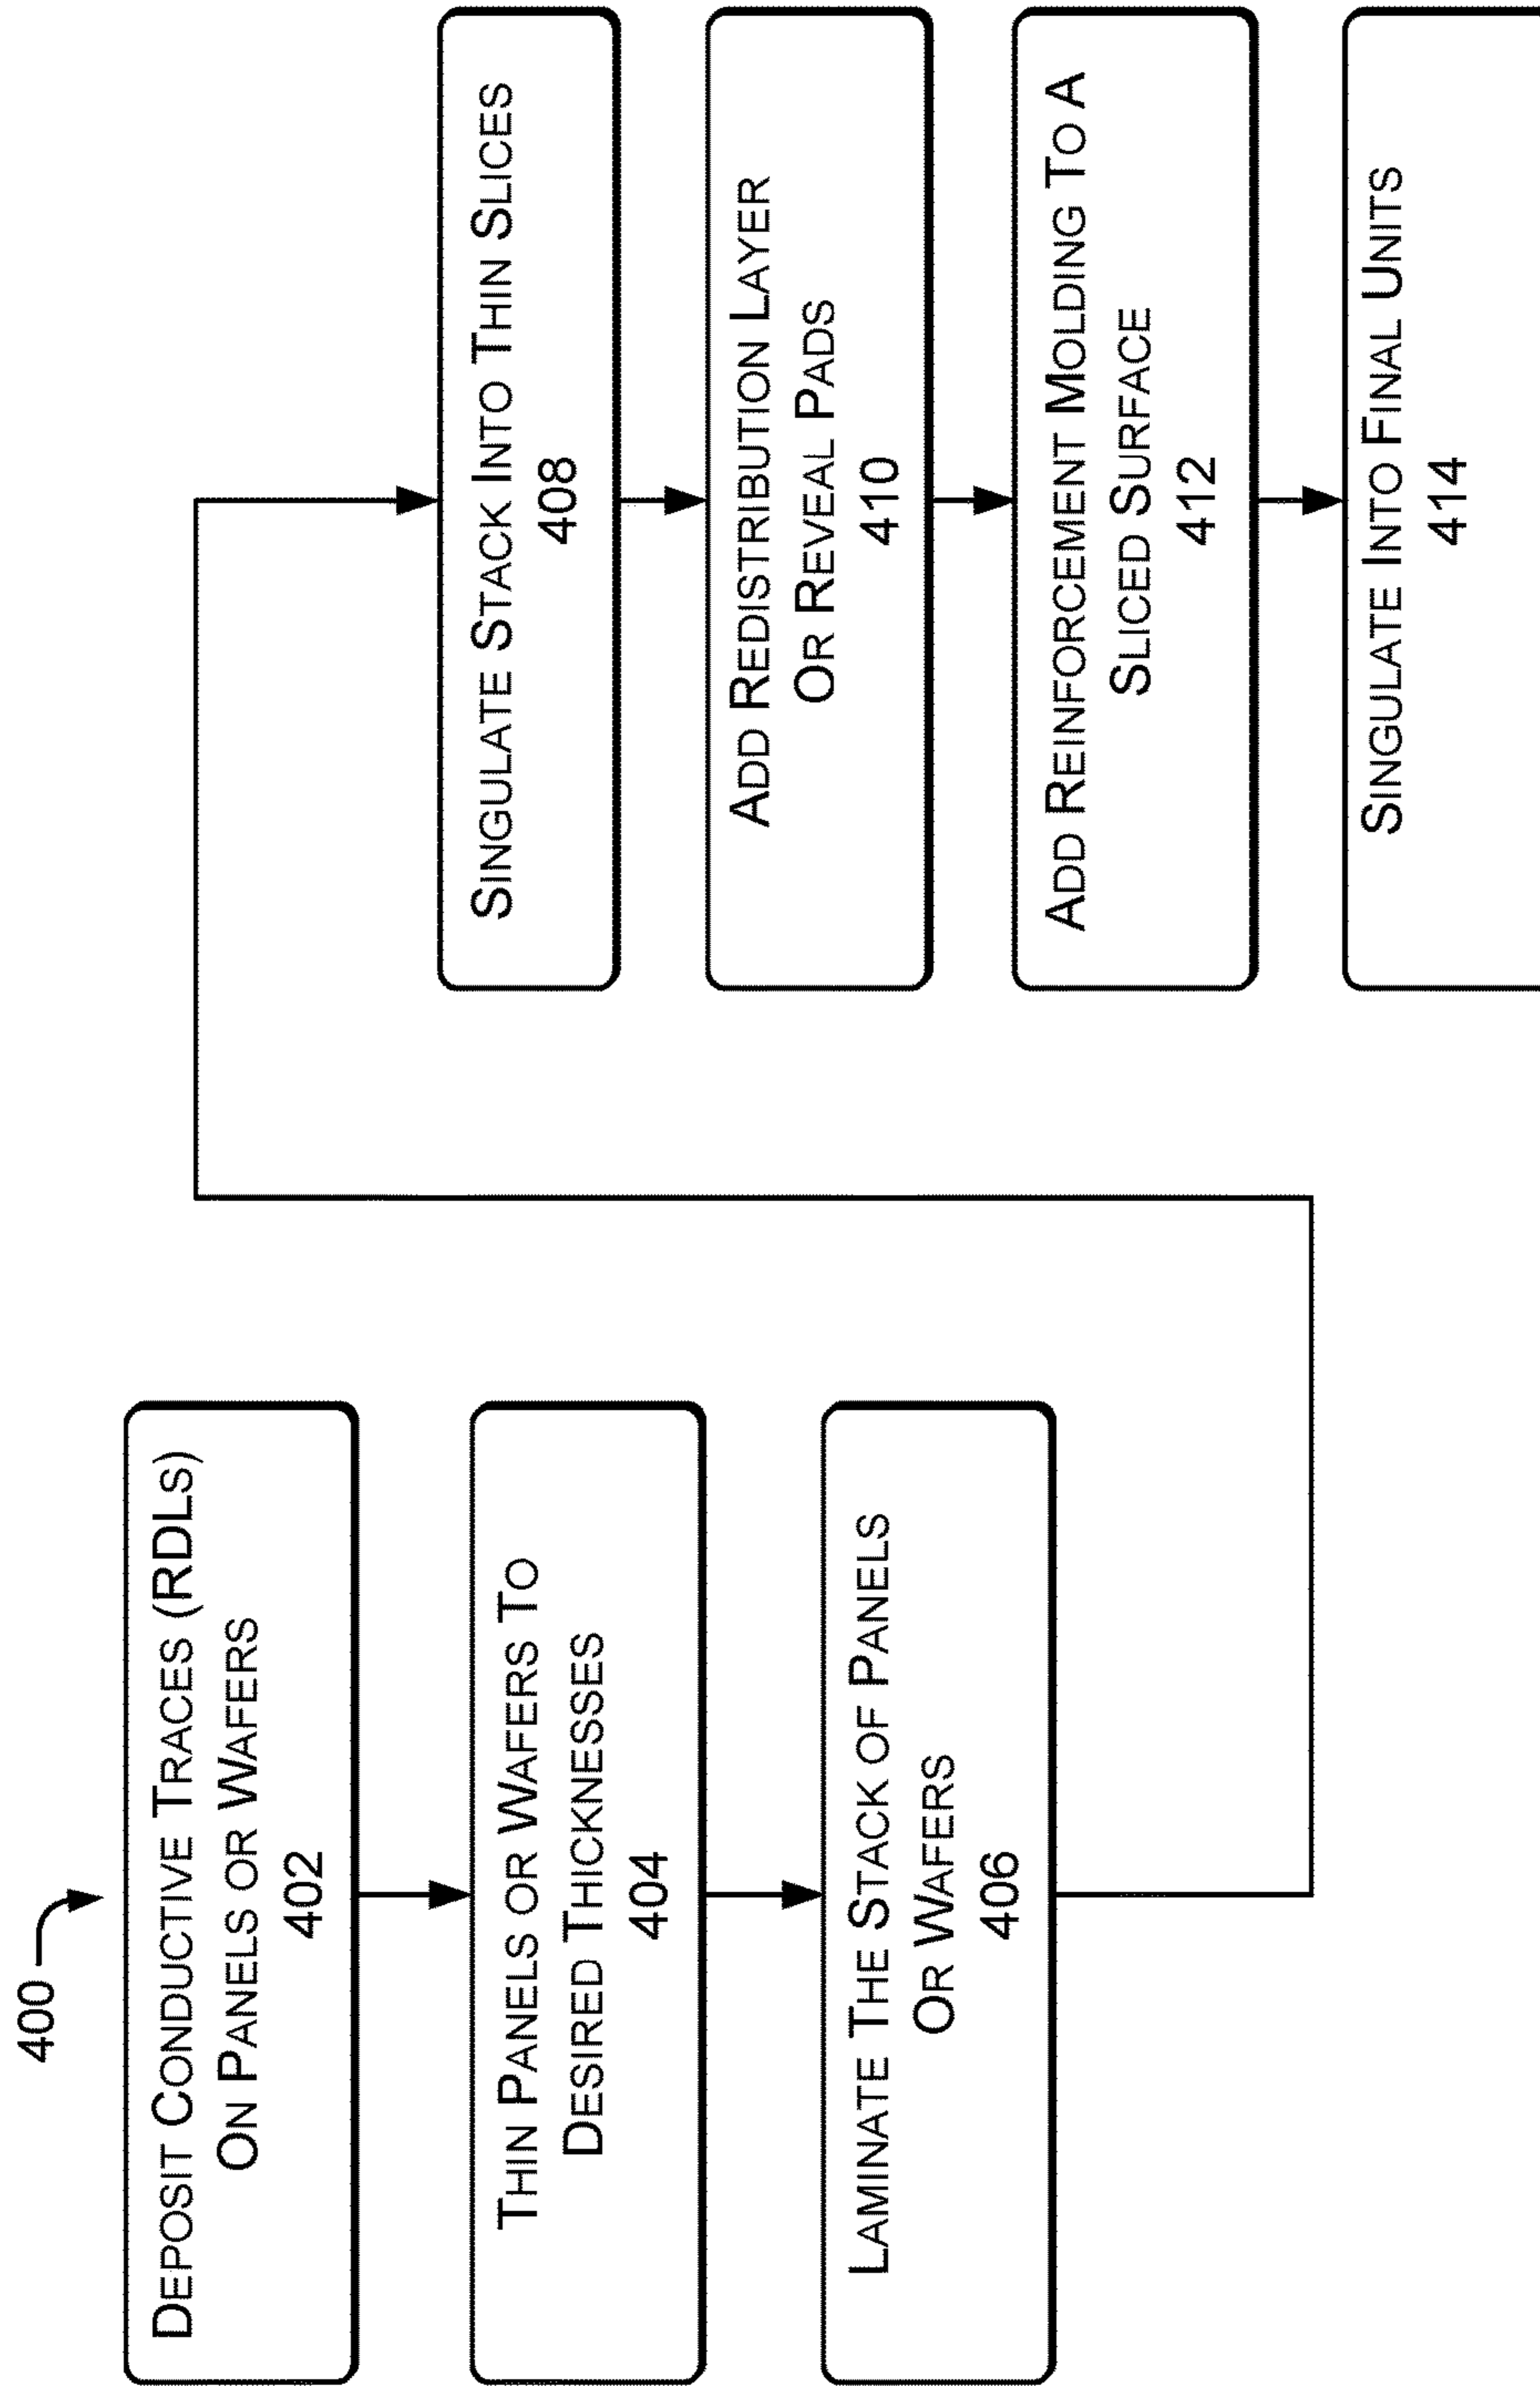 400
DEPOSIT CONDUCTIVE TRACES (RDLS)
ON PANELS OR WAFERS
402
THIN PANELS OR WAFERS TO
DESIRED THICKNESSES
404
LAMINATE THE STACK OF PANELS
OR WAFERS
406
SINGULATE STACK INTO THIN SLICES
408
ADD REDISTRIBUTION LAYER
OR REVEAL PADS
410
ADD REINFORCEMENT MOLDING TO A
SLICED SURFACE
412
SINGULATE INTO FINAL UNITS
414